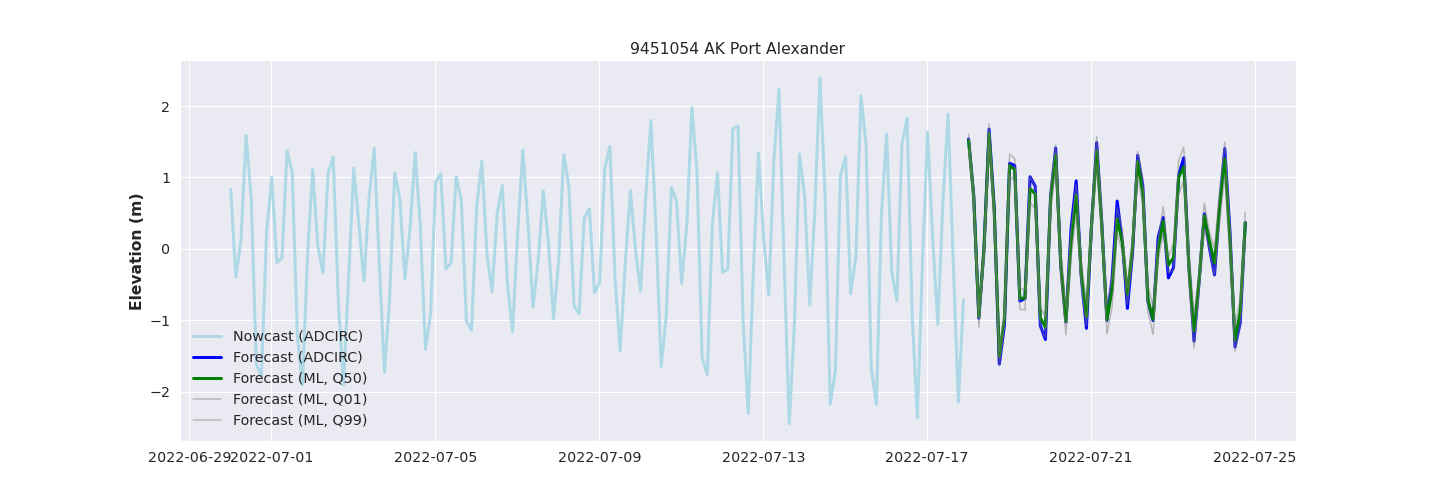 9451054 AK Port Alexander
Elevation (m)
2
1
0
−1
−2
Nowcast (ADCIRC)
Forecast (ADCIRC)
Forecast (ML, Q50)
Forecast (ML, Q01)
Forecast (ML, Q99)
2022-06-29 2022-07-01 2022-07-05 2022-07-09 2022-07-13 2022-07-17 2022-07-21 2022-07-25